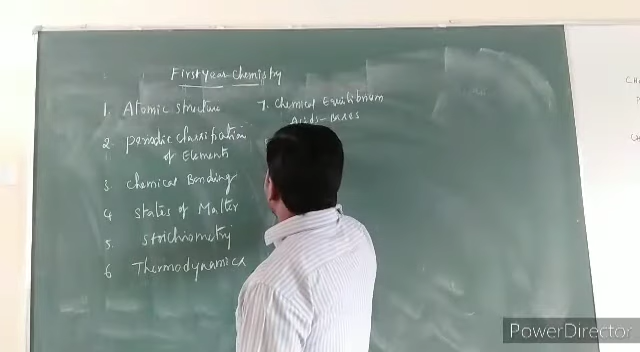 First year Chemistry
1. Atomic structure
2. periodic classification
of Elements
3. chemical Bonding
4. states of Matter
5. stoichiometry
6 Thermodynamics
7. Chemical Equilibrium
Acids-Bases
PowerDirector